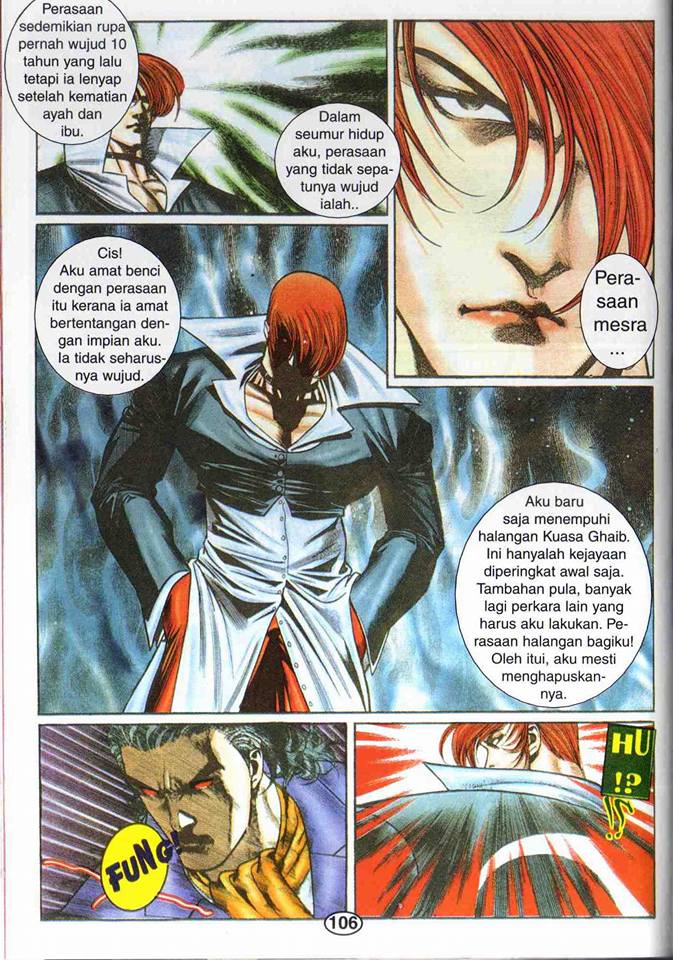 Perasaan
sedemikian rupa
pernah wujud 10
tahun yang lalu
tetapi ia lenyap
setelah kematian
ayah dan
ibu.
Dalam
seumur hidup
aku, perasaan
yang tidak sepa-
tunya wujud
ialah..
Pera-
saan
mesra
...
Cis!
Aku amat benci
dengan perasaan
itu kerana ia amat
bertentangan den-
gan impian aku.
Ia tidak seharus-
nya wujud.
Aku baru
saja menempuhi
halangan Kuasa Ghaib.
Ini hanyalah kejayaan
diperingkat awal saja.
Tambahan pula, banyak
lagi perkara lain yang
harus aku lakukan. Pe-
rasaan halangan bagiku!
Oleh itui, aku mesti
menghapuskan-
nya.
FUNG!
HU
!?
106